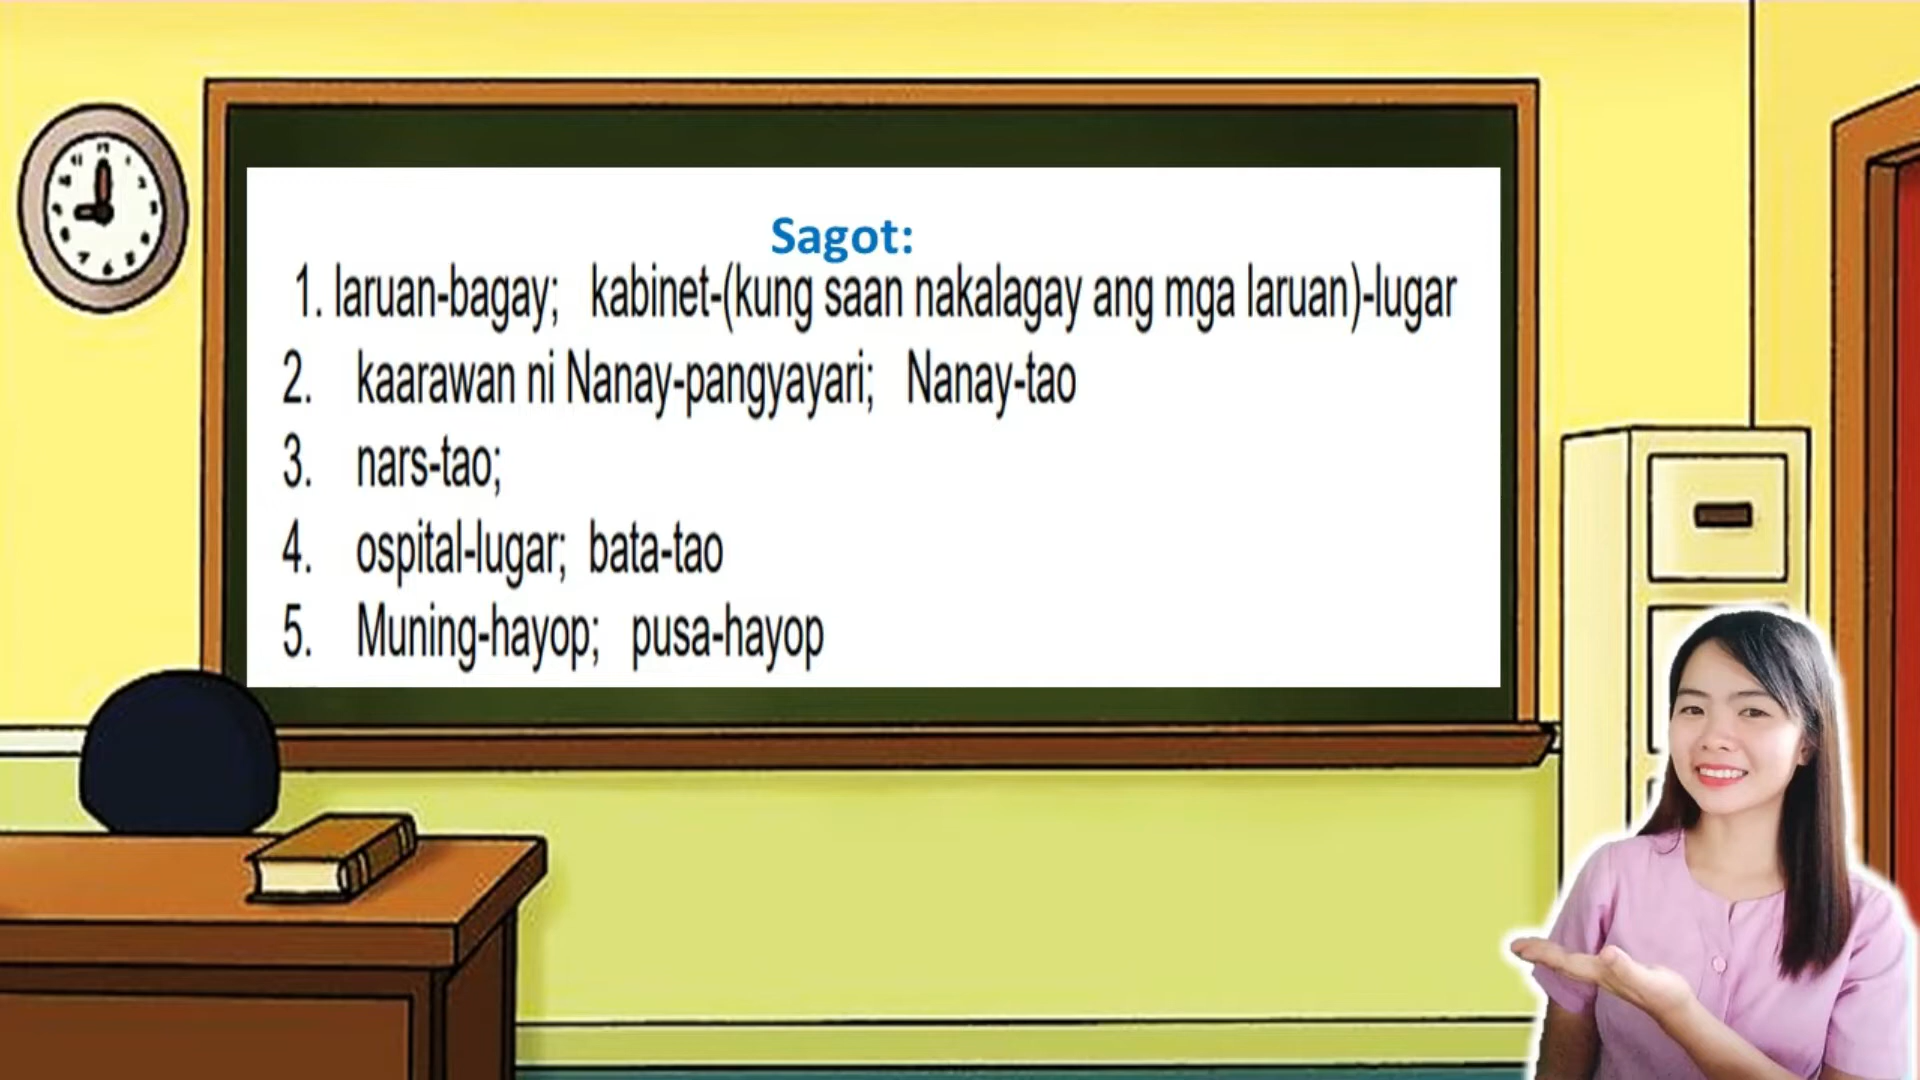 Sagot:
1. laruan-bagay; kabinet-(kung saan nakalagay ang mga laruan)-lugar
2. kaarawan ni Nanay-pangyayari; Nanay-tao
3. nars-tao;
4. ospital-lugar; bata-tao
5. Muning-hayop; pusa-hayop